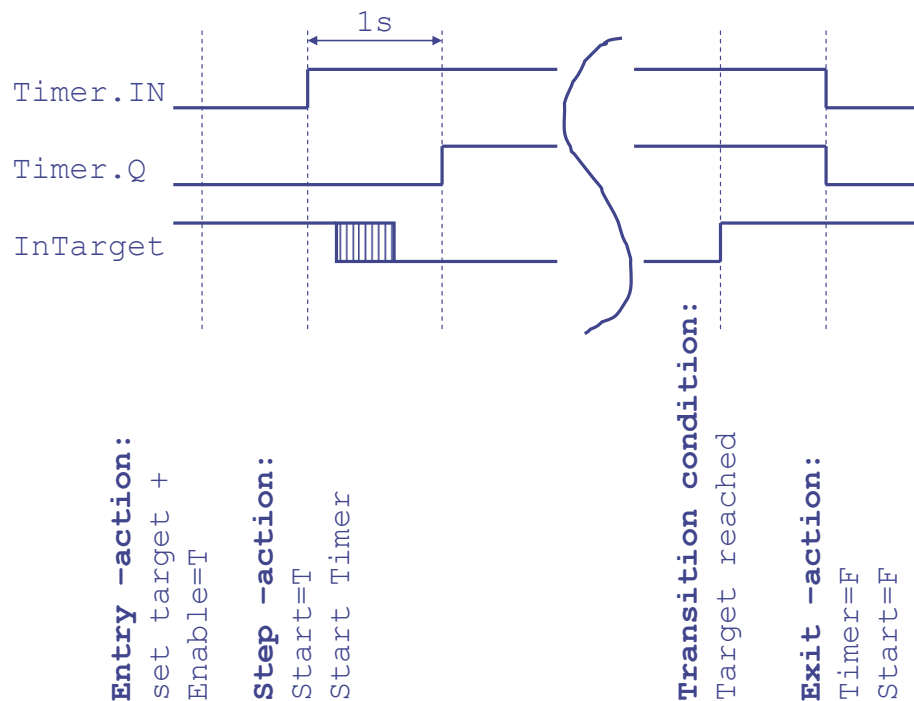 1s
Timer.IN
Timer.Q
InTarget
Entry -action:
set target +
Enable=T
Step -action:
Start=T
Start Timer
Transition condition:
Target reached
Exit -action:
Timer=F
Start=F